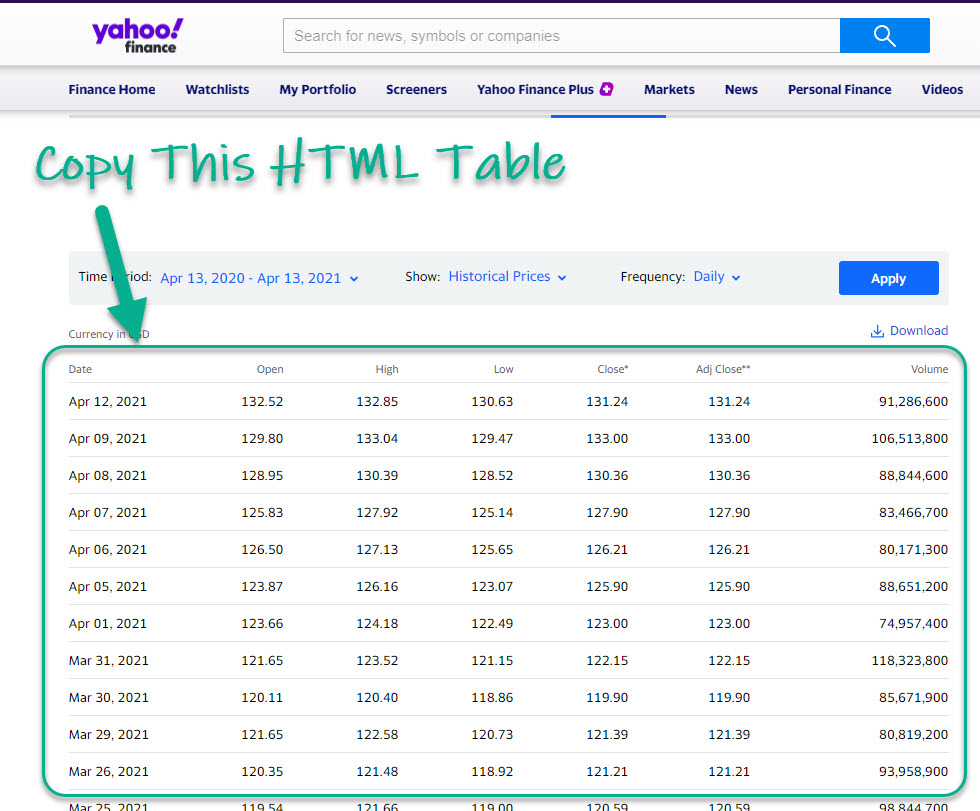 yahoo!
finance
Search for news, symbols or companies
Finance Home Watchlists My Portfolio Screeners Yahoo Finance Plus Markets News Personal Finance Videos
Copy This HTML Table
Time Period: Apr 13, 2020 - Apr 13, 2021 Show: Historical Prices Frequency: Daily Apply
Currency in USD Download
Date Open High Low Close* Adj Close** Volume
Apr 12, 2021 132.52 132.85 130.63 131.24 131.24 91,286,600
Apr 09, 2021 129.80 133.04 129.47 133.00 133.00 106,513,800
Apr 08, 2021 128.95 130.39 128.52 130.36 130.36 88,844,600
Apr 07, 2021 125.83 127.92 125.14 127.90 127.90 83,466,700
Apr 06, 2021 126.50 127.13 125.65 126.21 126.21 80,171,300
Apr 05, 2021 123.87 126.16 123.07 125.90 125.90 88,651,200
Apr 01, 2021 123.66 124.18 122.49 123.00 123.00 74,957,400
Mar 31, 2021 121.65 123.52 121.15 122.15 122.15 118,323,800
Mar 30, 2021 120.11 120.40 118.86 119.90 119.90 85,671,900
Mar 29, 2021 121.65 122.58 120.73 121.39 121.39 80,819,200
Mar 26, 2021 120.35 121.48 118.92 121.21 121.21 93,958,900
Mar 25, 2021 119.54 121.66 119.00 120.59 120.59 98,844,700